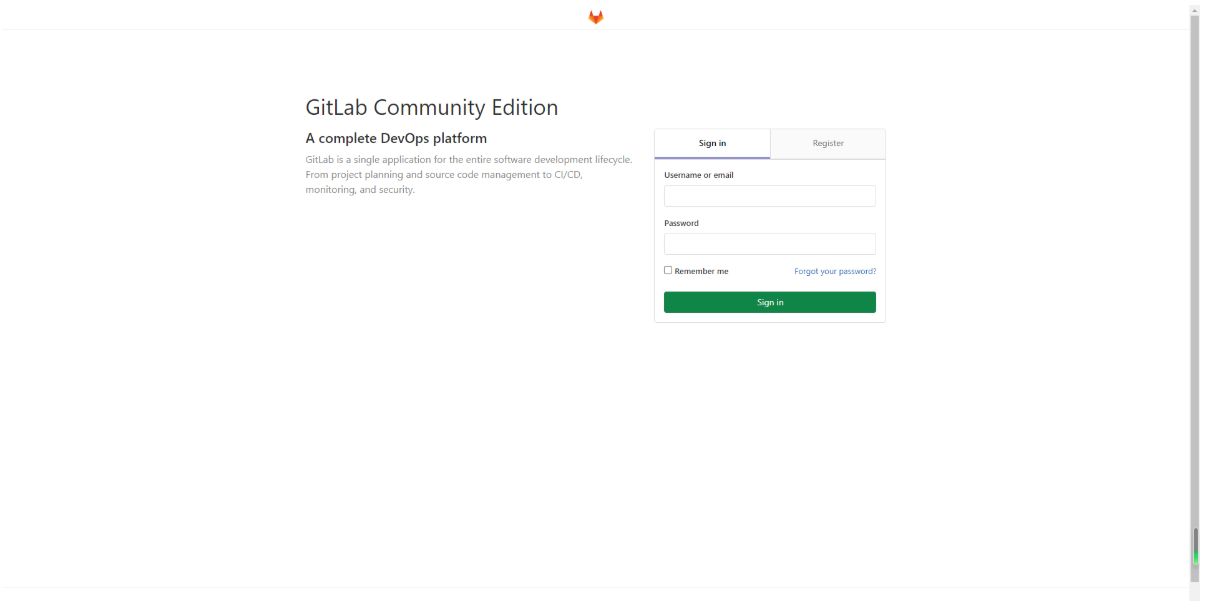 GitLab Community Edition
A complete DevOps platform
GitLab is a single application for the entire software development lifecycle.
From project planning and source code management to CI/CD,
monitoring, and security.
Sign in
Register
Username or email
Password
Remember me
Forgot your password?
Sign in